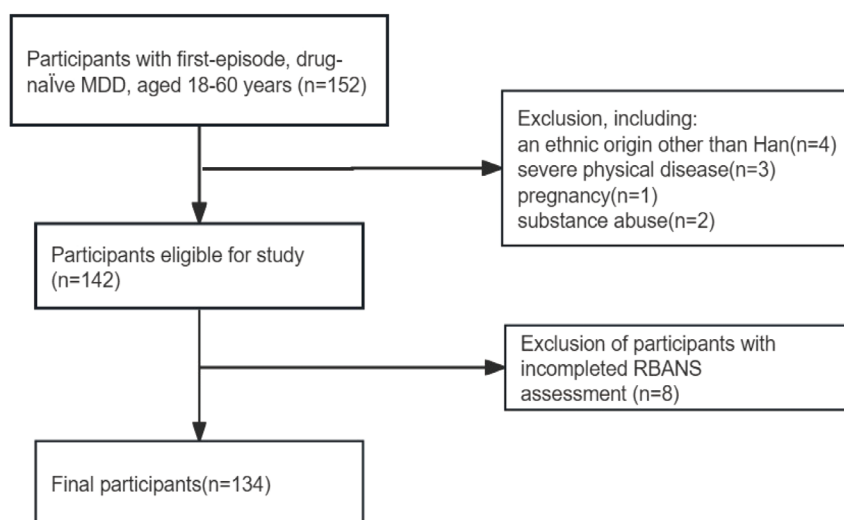 Participants with first-episode, drug-
naÏve MDD, aged 18-60 years (n=152)
Exclusion, including:
an ethnic origin other than Han(n=4)
severe physical disease(n=3)
pregnancy(n=1)
substance abuse(n=2)
Participants eligible for study
(n=142)
Exclusion of participants with
incompleted RBANS
assessment (n=8)
Final participants(n=134)